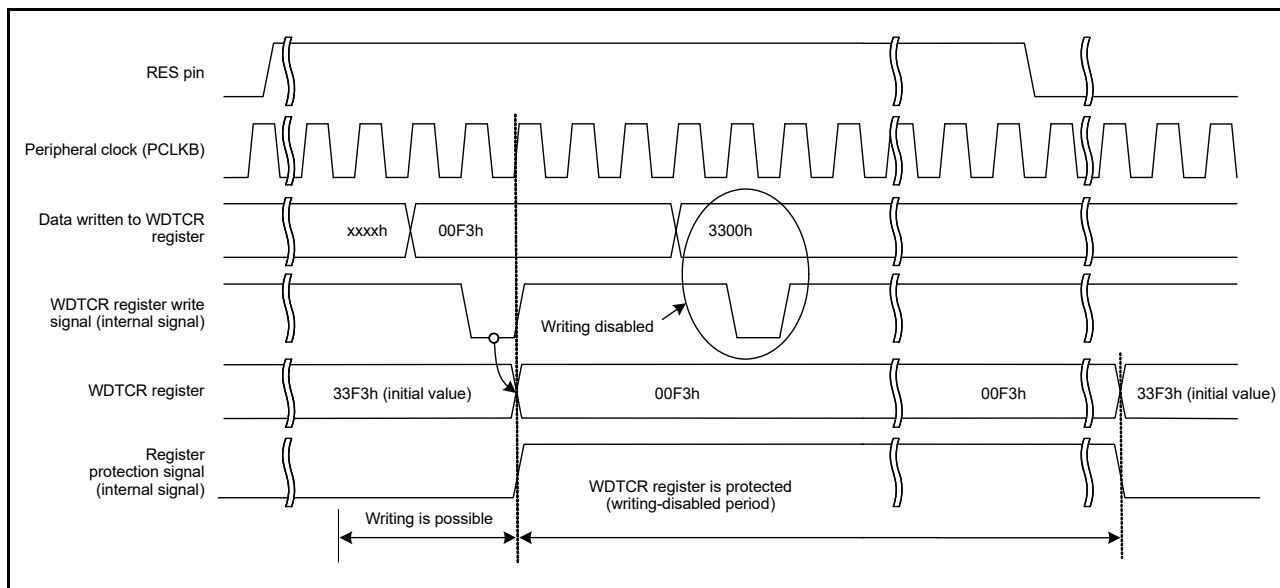 RES pin
Peripheral clock (PCLKB)
Data written to WDTCR
register
xxxxh
00F3h
3300h
WDTCR register write
signal (internal signal)
Writing disabled
WDTCR register
33F3h (initial value)
00F3h
00F3h
33F3h (initial value)
Register
protection signal
(internal signal)
WDTCR register is protected
(writing-disabled period)
Writing is possible